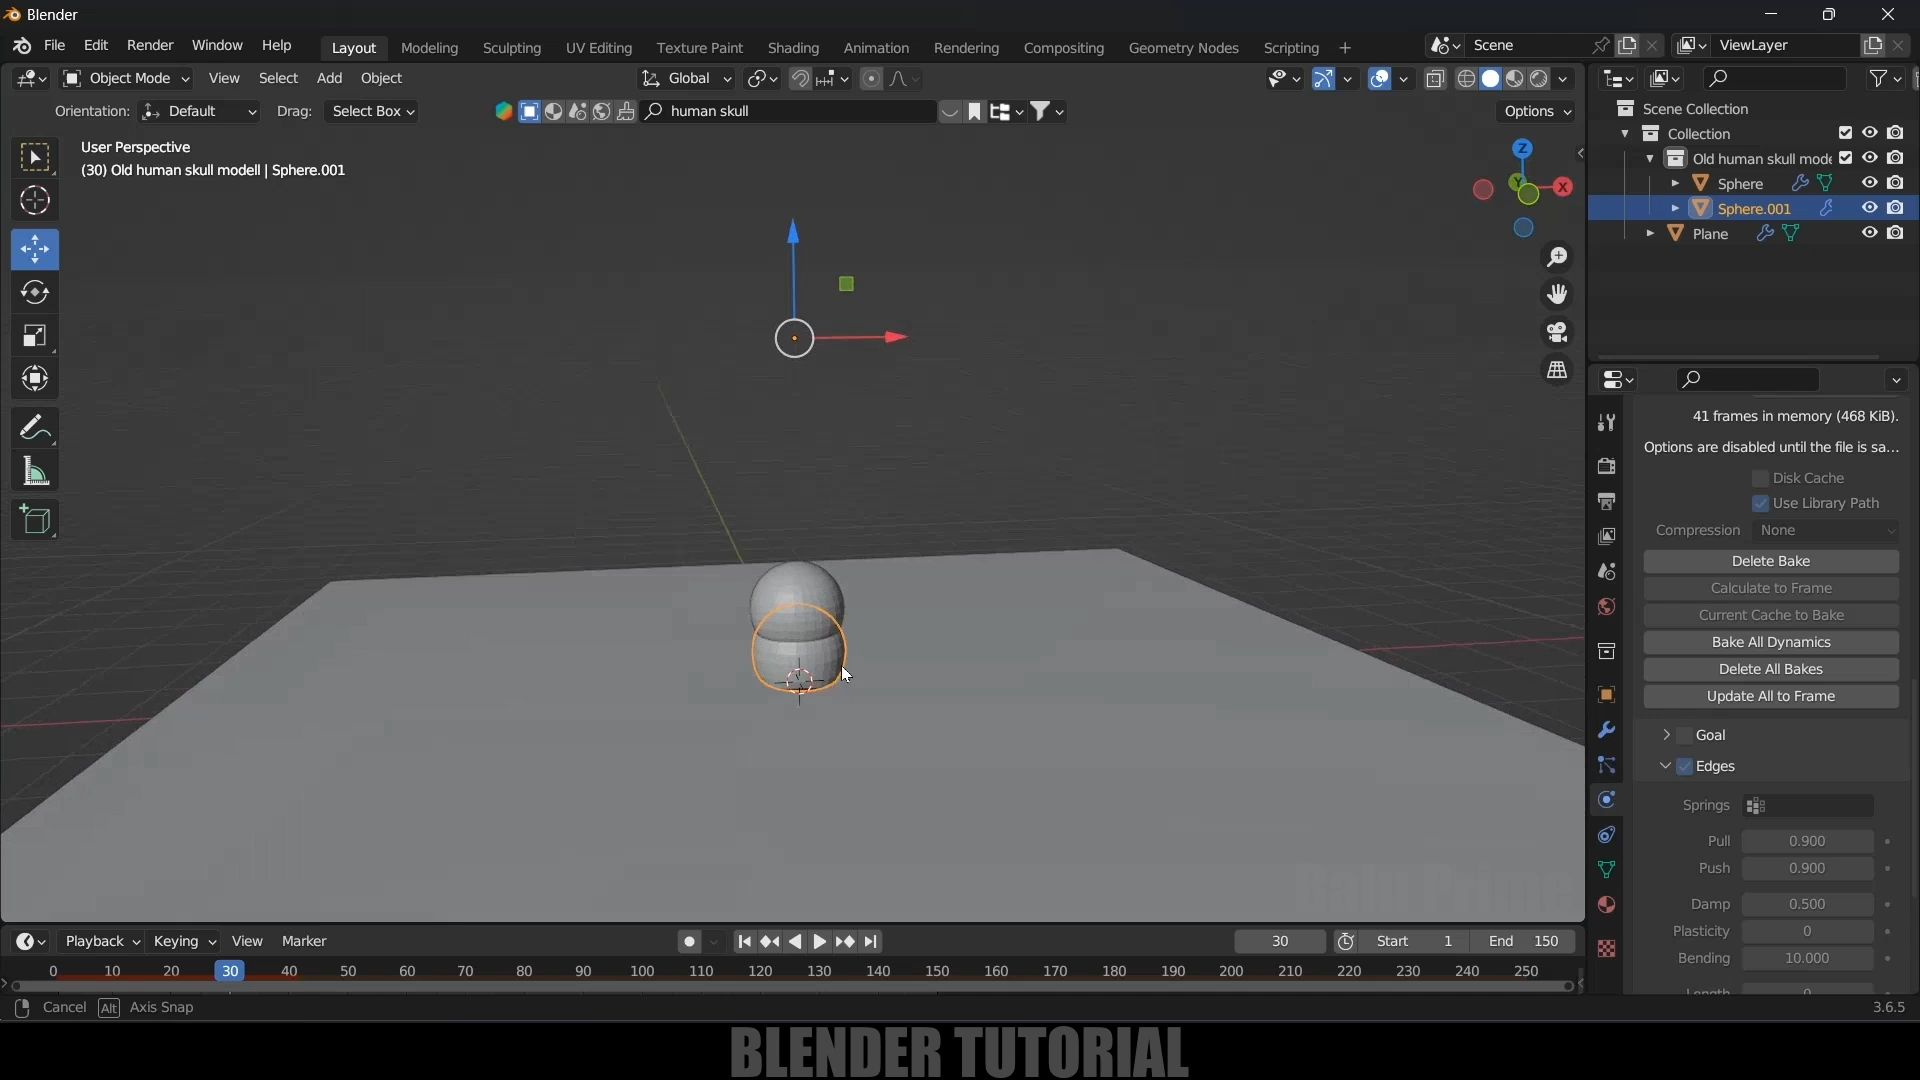 Blender
File Edit Render Window Help
Layout Modeling Sculpting UV Editing Texture Paint Shading Animation Rendering Compositing Geometry Nodes Scripting +
Scene
ViewLayer
Object Mode View Select Add Object
Global
Orientation: Default Drag: Select Box
human skull
Options
User Perspective
(30) Old human skull modell | Sphere.001
Z
Y
X
Scene Collection
Collection
Old human skull mode
Sphere
Sphere.001
Plane
41 frames in memory (468 KiB).
Options are disabled until the file is sa...
Disk Cache
Use Library Path
Compression None
Delete Bake
Calculate to Frame
Current Cache to Bake
Bake All Dynamics
Delete All Bakes
Update All to Frame
Goal
Edges
Springs
Pull 0.900
Push 0.900
Damp 0.500
Plasticity 0
Bending 10.000
Length 0
Playback Keying View Marker
30 Start 1 End 150
0 10 20 30 40 50 60 70 80 90 100 110 120 130 140 150 160 170 180 190 200 210 220 230 240 250
Cancel Alt Axis Snap
3.6.5
BLENDER TUTORIAL